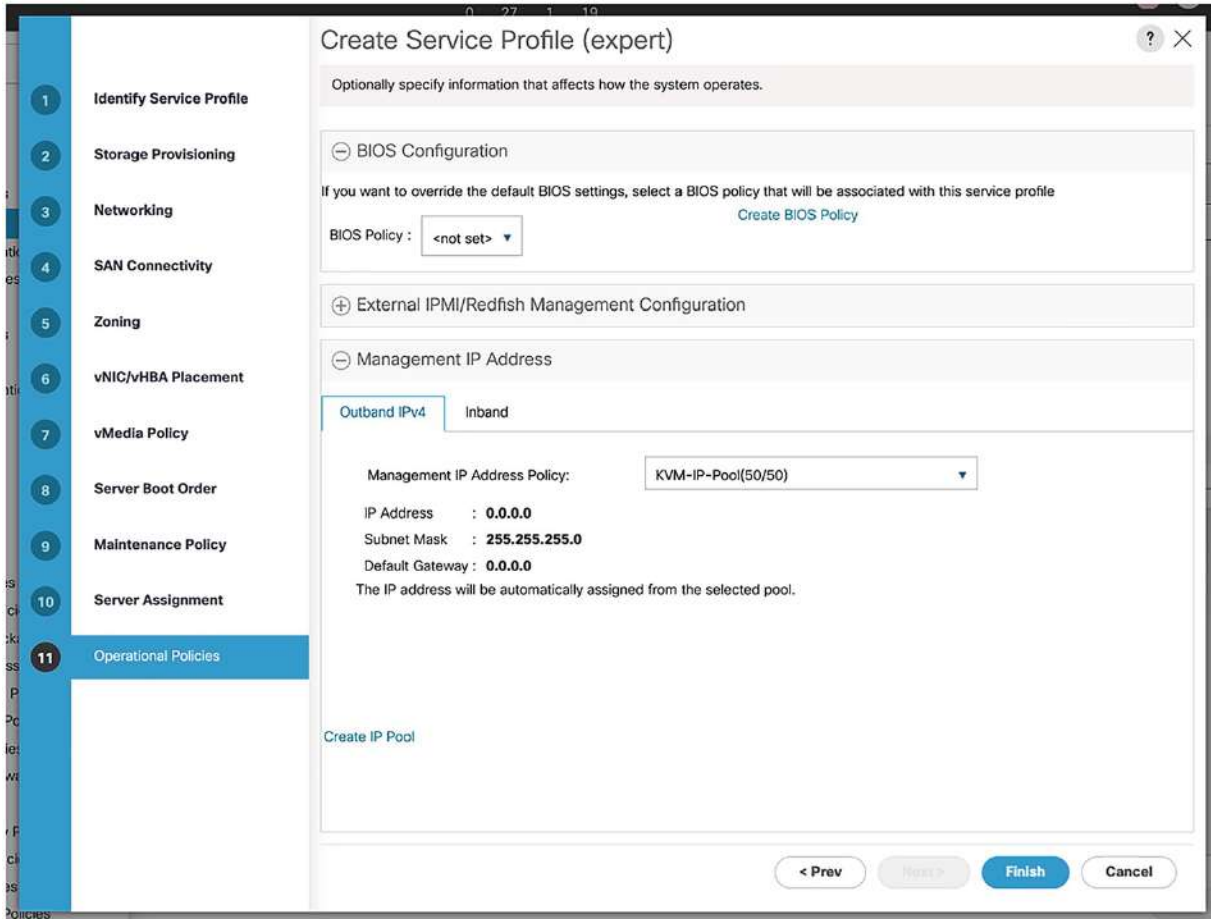 0 27 1 19
Create Service Profile (expert)
?
Optionally specify information that affects how the system operates.
1 Identify Service Profile
2 Storage Provisioning
3 Networking
4 SAN Connectivity
5 Zoning
6 vNIC/vHBA Placement
7 vMedia Policy
8 Server Boot Order
9 Maintenance Policy
10 Server Assignment
11 Operational Policies
BIOS Configuration
If you want to override the default BIOS settings, select a BIOS policy that will be associated with this service profile
Create BIOS Policy
BIOS Policy : <not set>
External IPMI/Redfish Management Configuration
Management IP Address
Outband IPv4 Inband
Management IP Address Policy: KVM-IP-Pool(50/50)
IP Address : 0.0.0.0
Subnet Mask : 255.255.255.0
Default Gateway : 0.0.0.0
The IP address will be automatically assigned from the selected pool.
Create IP Pool
< Prev Next > Finish Cancel
Policies